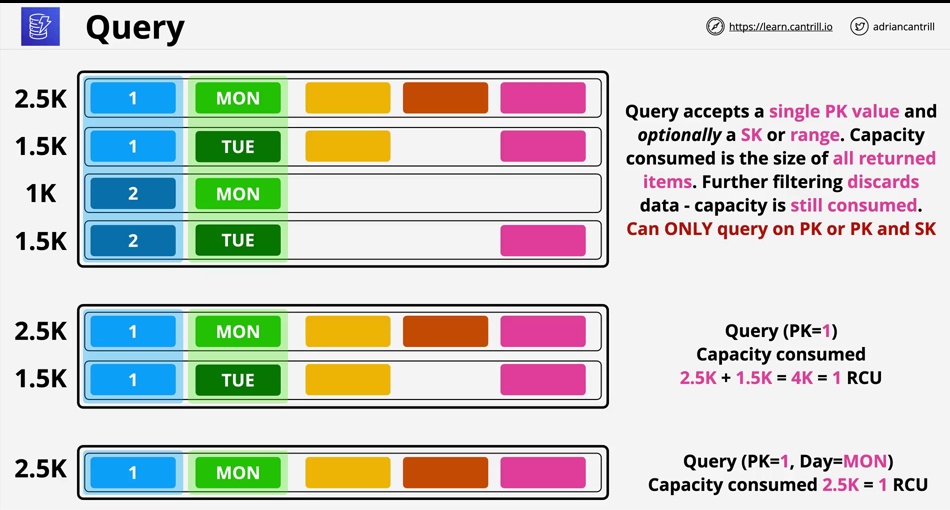 Query
https://learn.cantrill.io
adriancantrill
2.5K 1 MON
1.5K 1 TUE
1K 2 MON
1.5K 2 TUE
Query accepts a single PK value and
optionally a SK or range. Capacity
consumed is the size of all returned
items. Further filtering discards
data - capacity is still consumed.
Can ONLY query on PK or PK and SK
2.5K 1 MON
1.5K 1 TUE
Query (PK=1)
Capacity consumed
2.5K + 1.5K = 4K = 1 RCU
2.5K 1 MON
Query (PK=1, Day=MON)
Capacity consumed 2.5K = 1 RCU